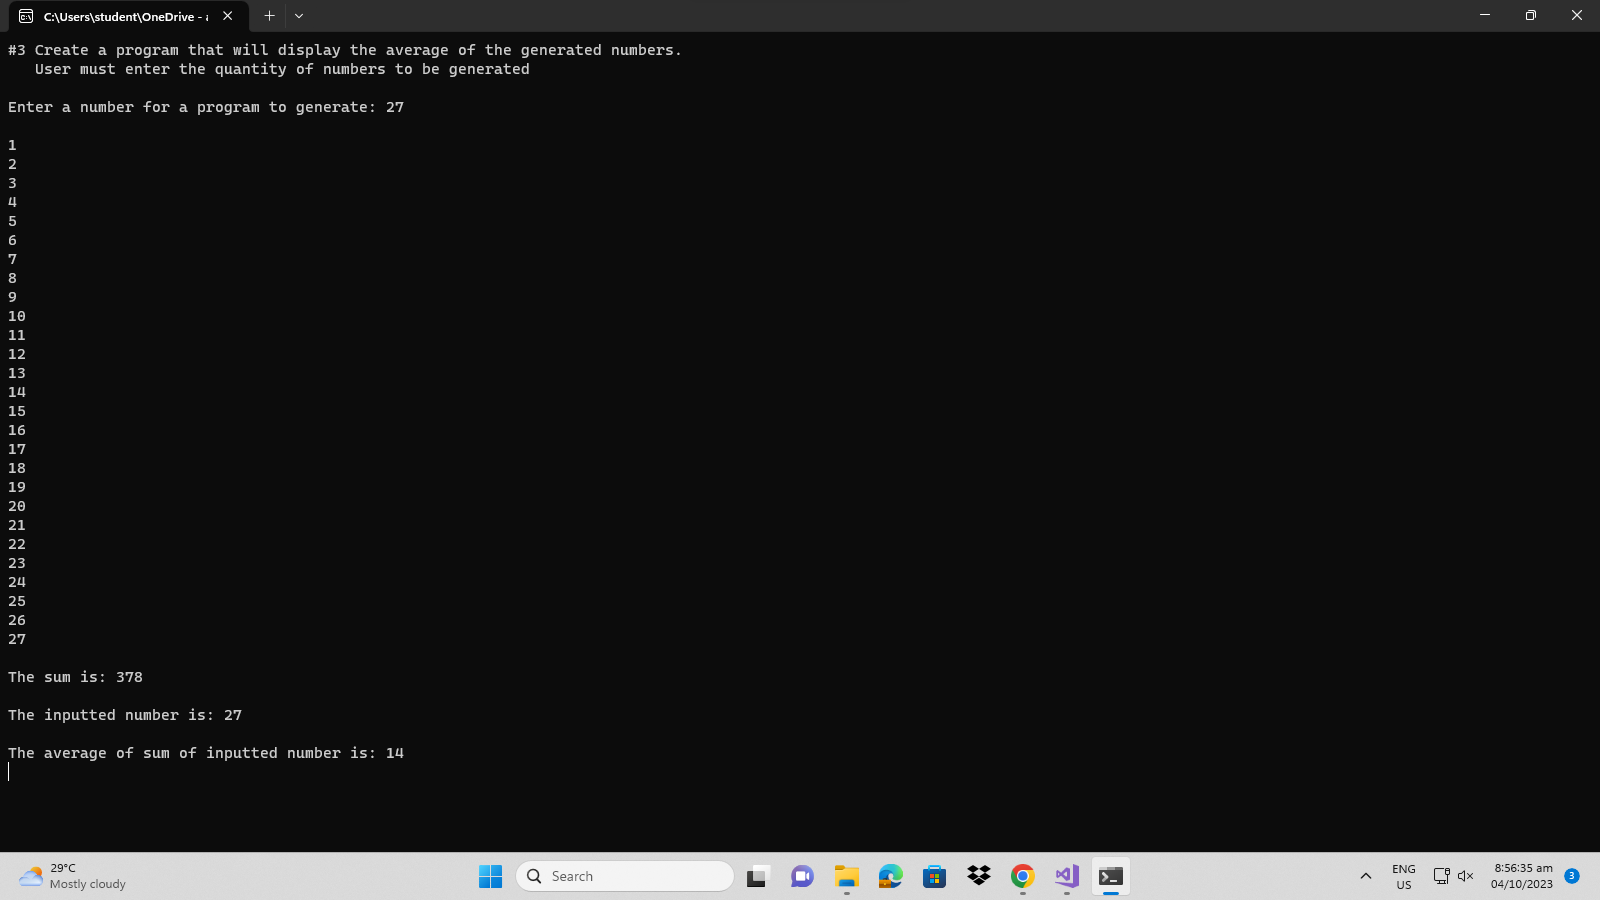 C:\Users\student\OneDrive - a
#3 Create a program that will display the average of the generated numbers.
User must enter the quantity of numbers to be generated
Enter a number for a program to generate: 27
1
2
3
4
5
6
7
8
9
10
11
12
13
14
15
16
17
18
19
20
21
22
23
24
25
26
27
The sum is: 378
The inputted number is: 27
The average of sum of inputted number is: 14
29°C
Mostly cloudy
Search
ENG
US
8:56:35 am
04/10/2023
3